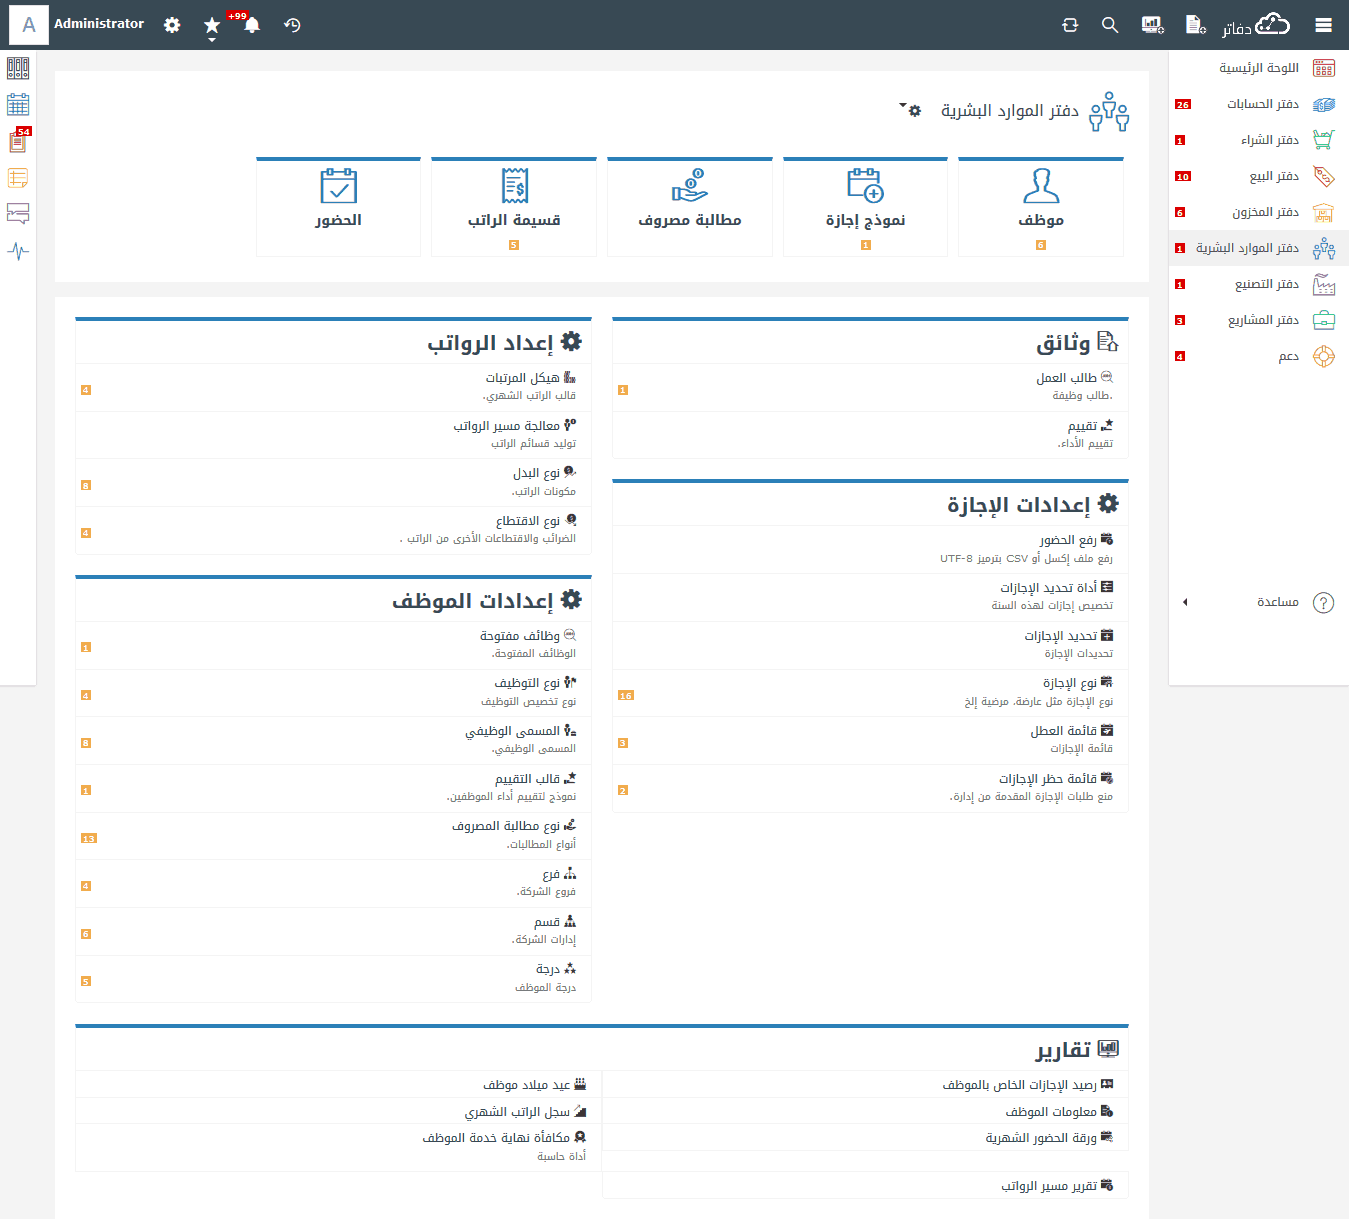 A
Administrator
99+
دفاتر
54
اللوحة الرئيسية
دفتر الحسابات
26
دفتر الشراء
1
دفتر البيع
10
دفتر المخزون
6
دفتر الموارد البشرية
1
دفتر التصنيع
1
دفتر المشاريع
3
دعم
4
مساعدة
دفتر الموارد البشرية
موظف
6
نموذج إجازة
1
مطالبة مصروف
قسيمة الراتب
5
الحضور
وثائق
طالب العمل
.طالب وظيفة
1
تقييم
تقييم الأداء.
إعدادات الإجازة
رفع الحضور
رفع ملف إكسل أو CSV بترميز UTF-8
أداة تحديد الإجازات
تخصيص إجازات لهذه السنة
تحديد الإجازات
تحديدات الإجازة
نوع الإجازة
نوع الإجازة مثل عارضة، مرضية إلخ
16
قائمة العطل
قائمة الإجازات
3
قائمة حظر الإجازات
منع طلبات الإجازة المقدمة من إدارة.
2
إعداد الرواتب
هيكل المرتبات
قالب الراتب الشهري.
4
معالجة مسير الرواتب
توليد قسائم الراتب
نوع البدل
مكونات الراتب.
8
نوع الاقتطاع
الضرائب والاقتطاعات الأخرى من الراتب .
4
إعدادات الموظف
وظائف مفتوحة
الوظائف المفتوحة.
1
نوع التوظيف
نوع تخصيص التوظيف
4
المسمى الوظيفي
المسمى الوظيفي.
8
قالب التقييم
نموذج لتقييم أداء الموظفين.
1
نوع مطالبة المصروف
أنواع المطالبات.
13
فرع
فروع الشركة.
4
قسم
إدارات الشركة.
6
درجة
درجة الموظف
5
تقارير
رصيد الإجازات الخاص بالموظف
عيد ميلاد موظف
معلومات الموظف
سجل الراتب الشهري
ورقة الحضور الشهرية
مكافأة نهاية خدمة الموظف
أداة حاسبة
تقرير مسير الرواتب